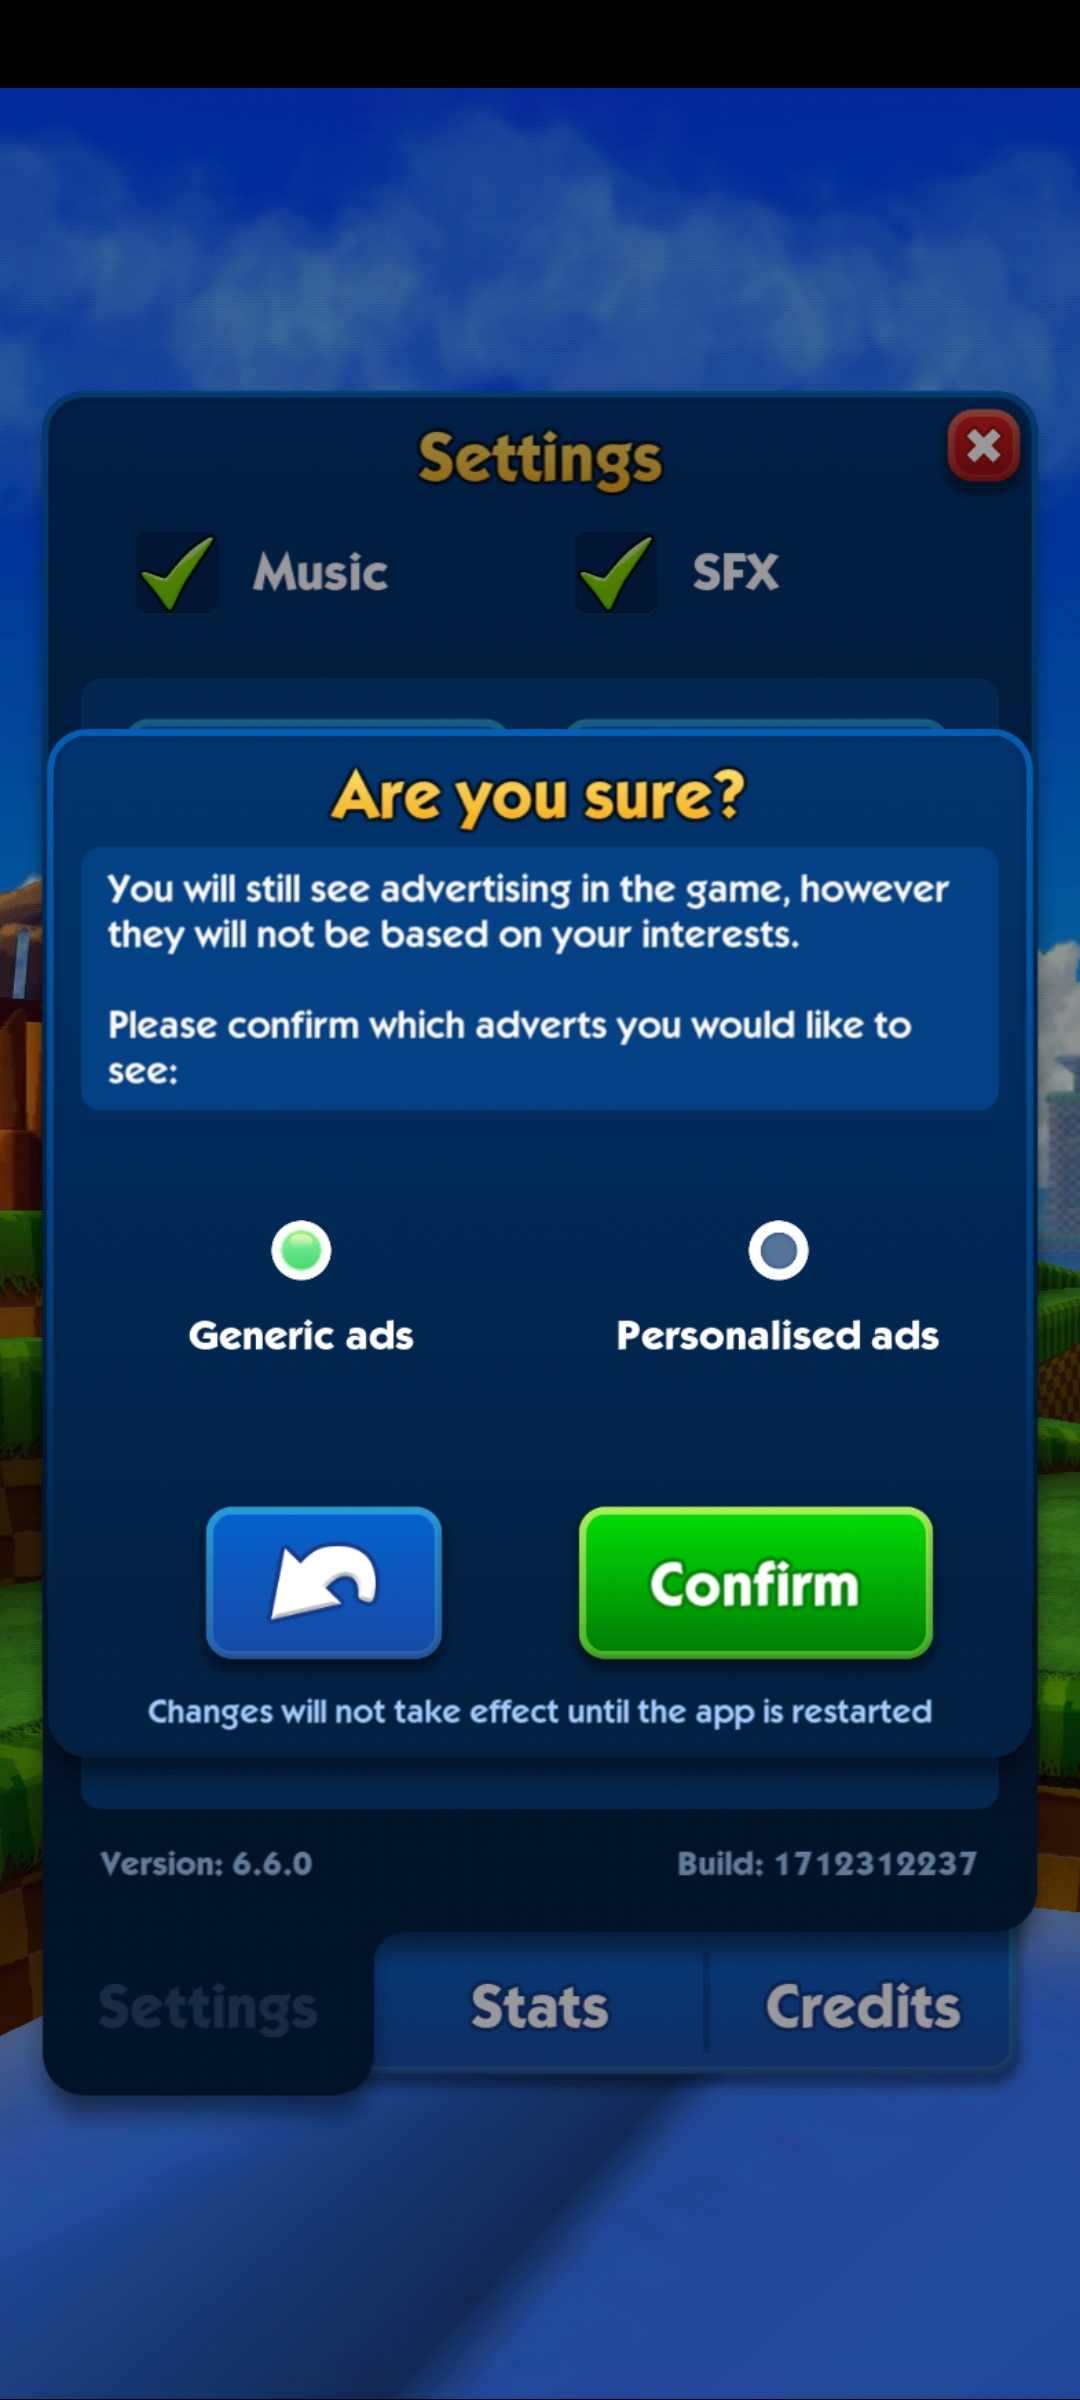 Settings
Music
SFX
Are you sure?
You will still see advertising in the game, however
they will not be based on your interests.
Please confirm which adverts you would like to
see:
Generic ads
Personalised ads
Confirm
Changes will not take effect until the app is restarted
Version: 6.6.0
Build: 1712312237
Settings
Stats
Credits